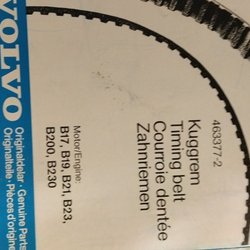 VOLVO
Originaldelar · Genuine Parts
Originalteile · Pièces d'origine
463377-2
Kuggrem
Timing belt
Courroie dentée
Zahnriemen
Motor/Engine:
B17, B19, B21, B23,
B200, B230